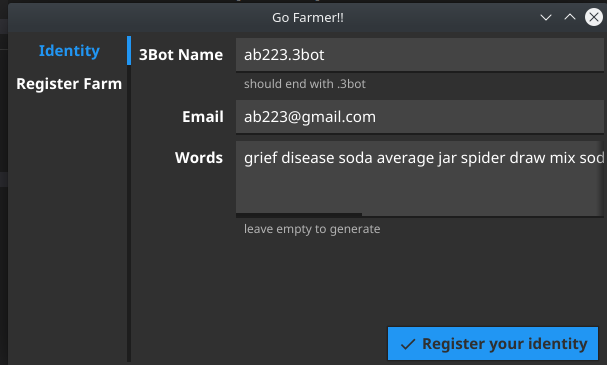 Go Farmer!!
Identity
Register Farm
3Bot Name
ab223.3bot
should end with .3bot
Email
ab223@gmail.com
Words
grief disease soda average jar spider draw mix sod
leave empty to generate
Register your identity